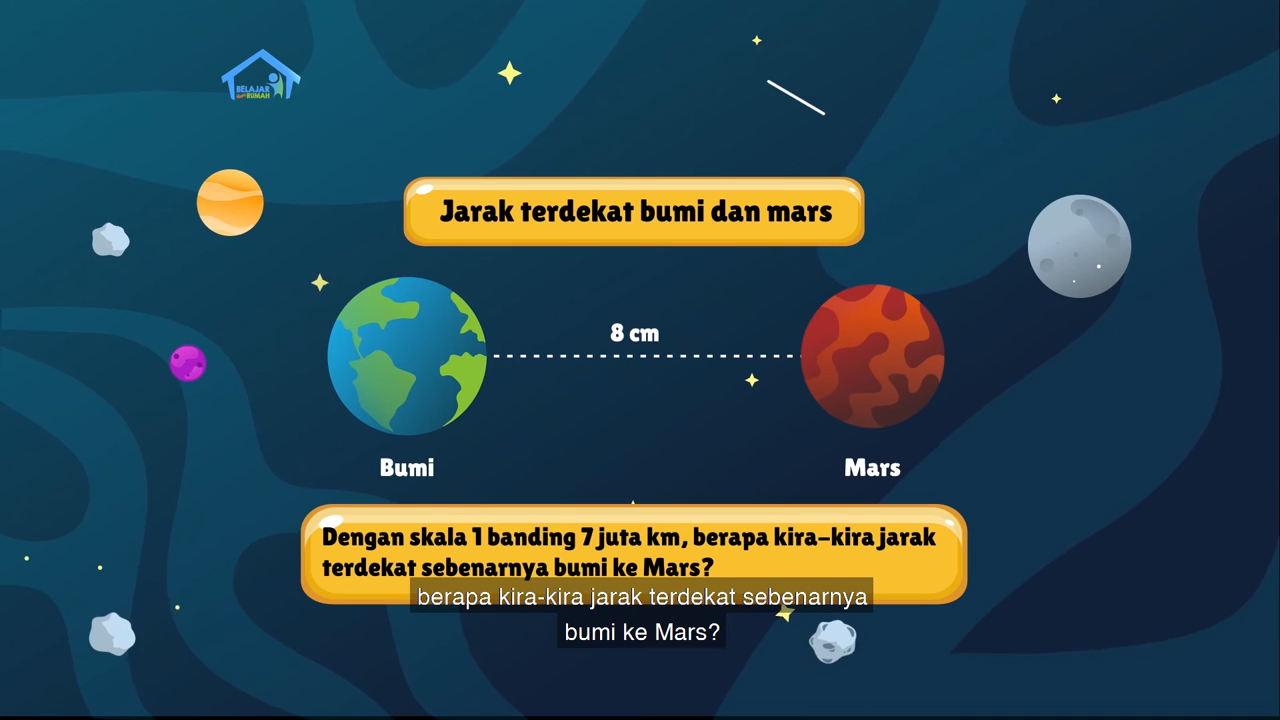 BELAJAR
dari RUMAH
Jarak terdekat bumi dan mars
8 cm
Bumi
Mars
Dengan skala 1 banding 7 juta km, berapa kira-kira jarak
terdekat sebenarnya bumi ke Mars?
berapa kira-kira jarak terdekat sebenarnya
bumi ke Mars?